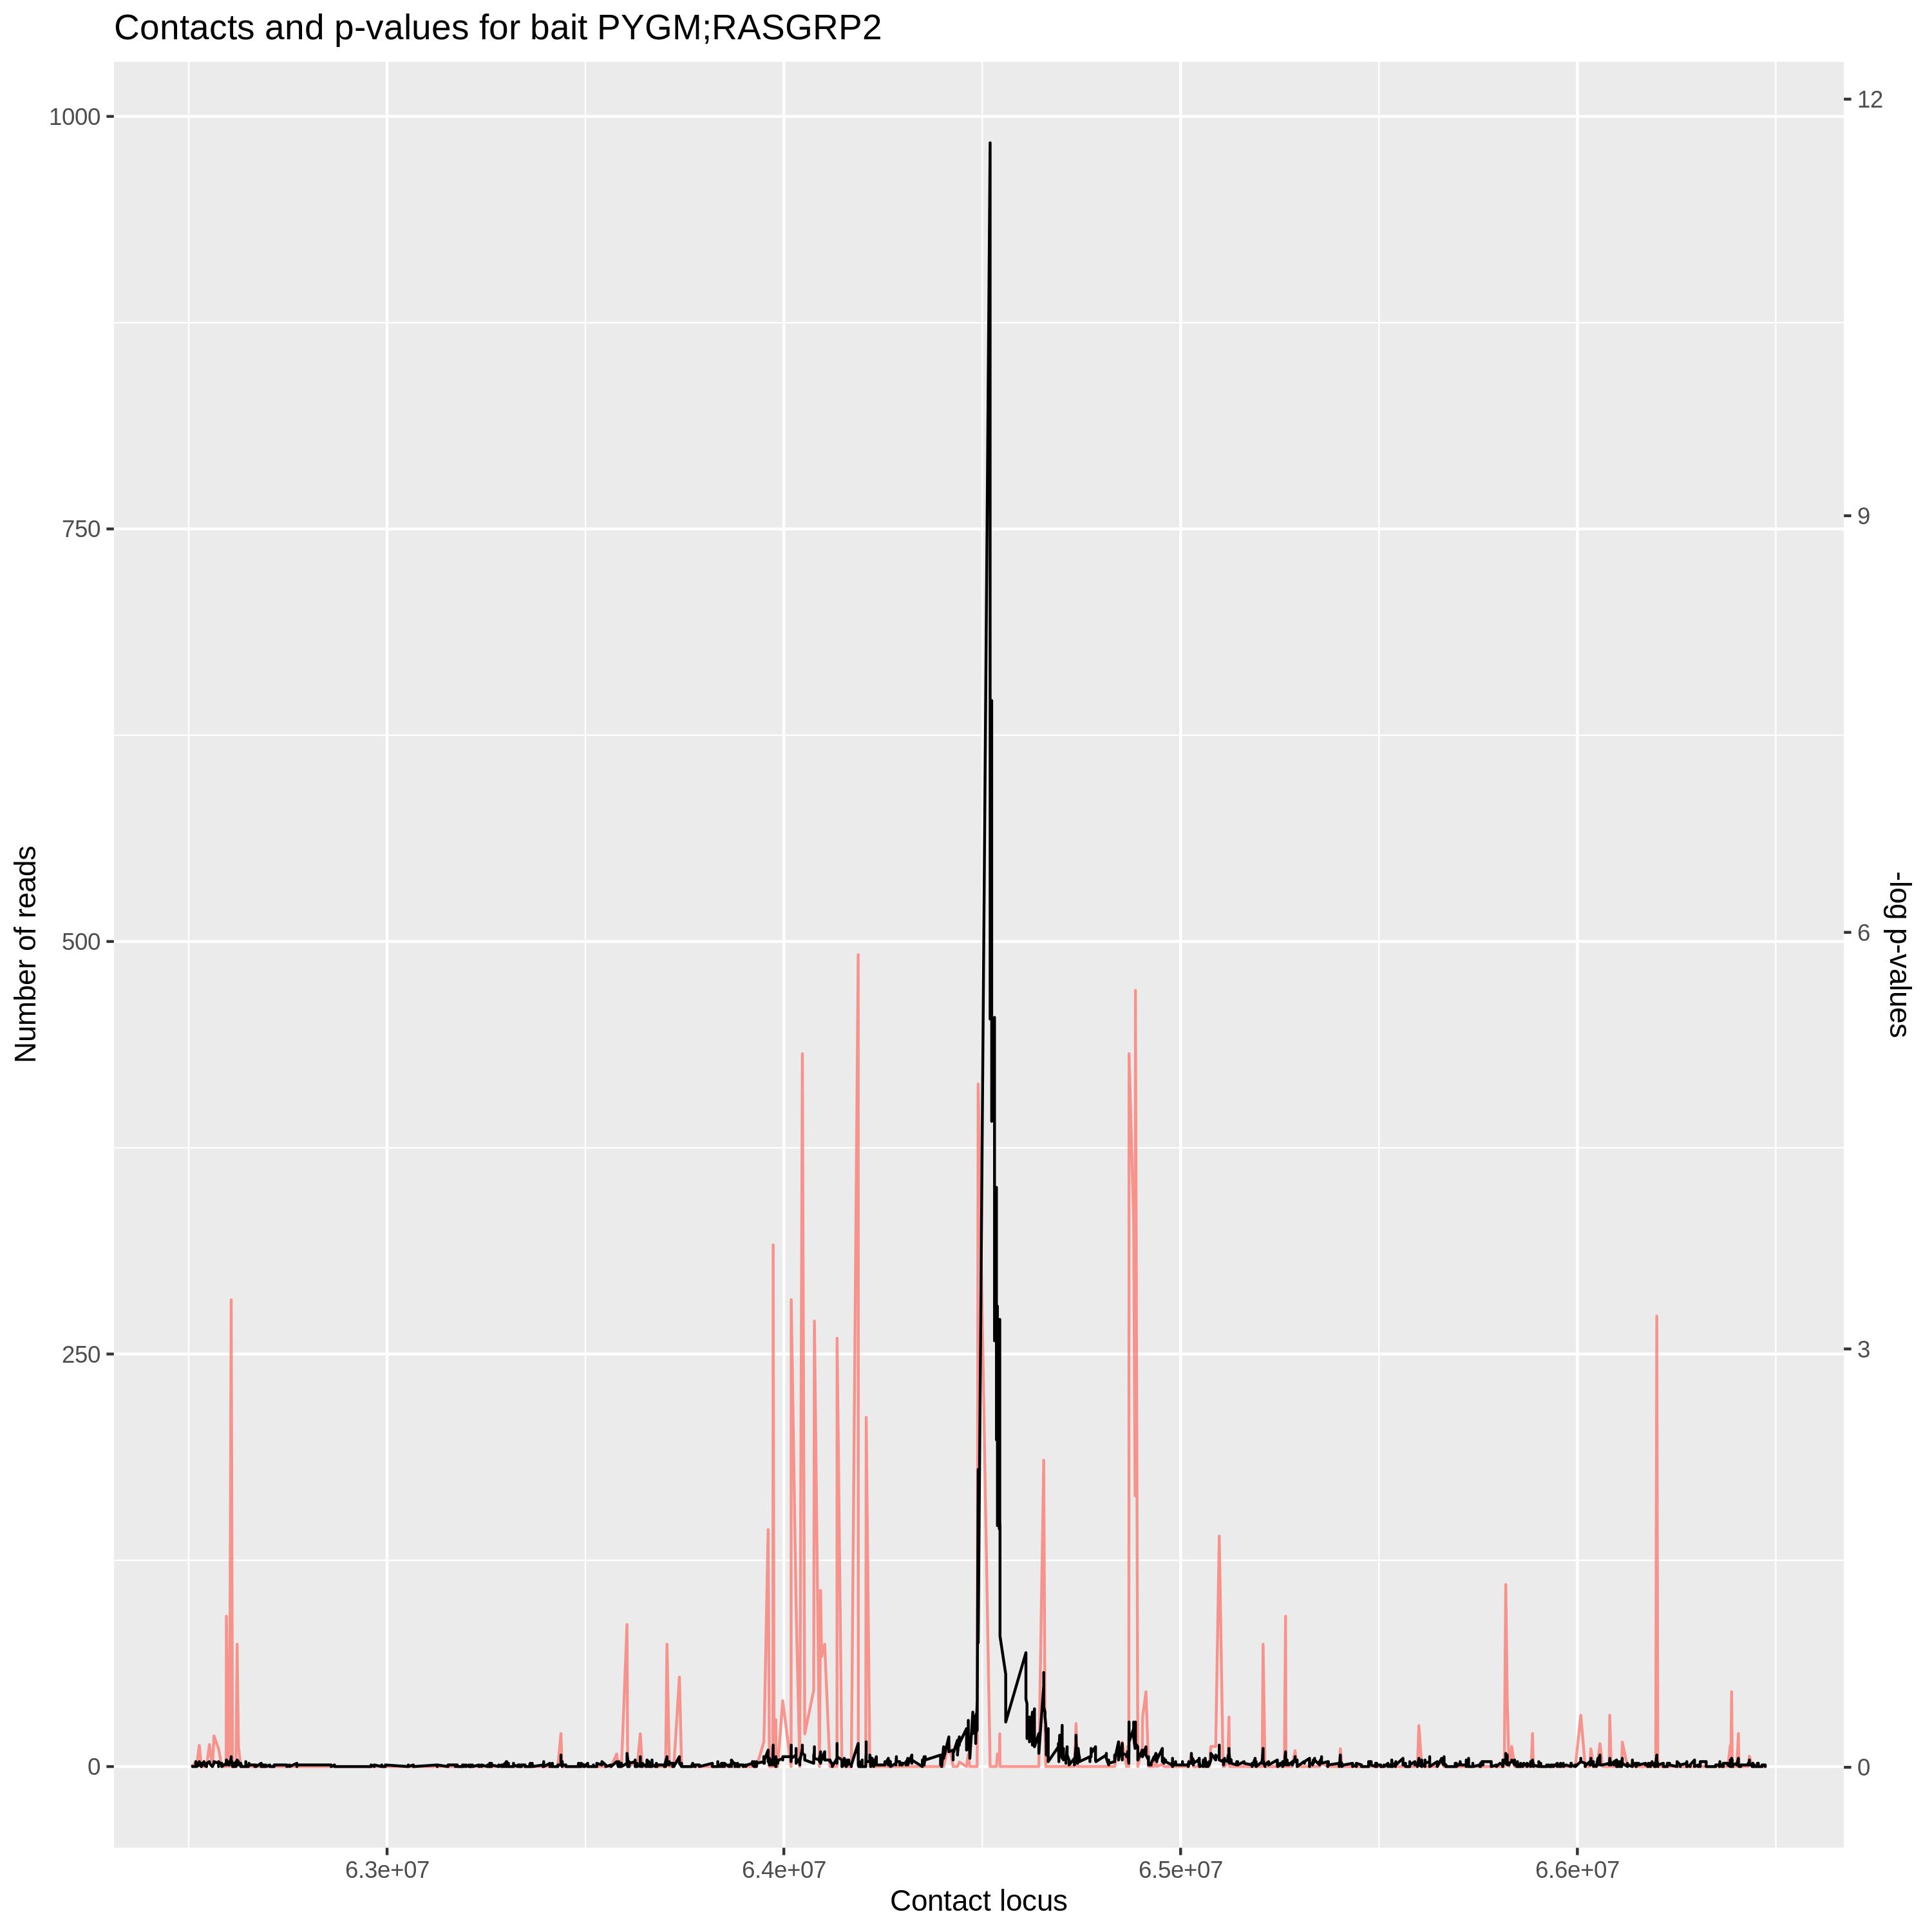 Contacts and p-values for bait PYGM;RASGRP2
1000
750
500
250
0
Number of reads
12
9
6
3
0
-log p-values
6.3e+07
6.4e+07
6.5e+07
6.6e+07
Contact locus